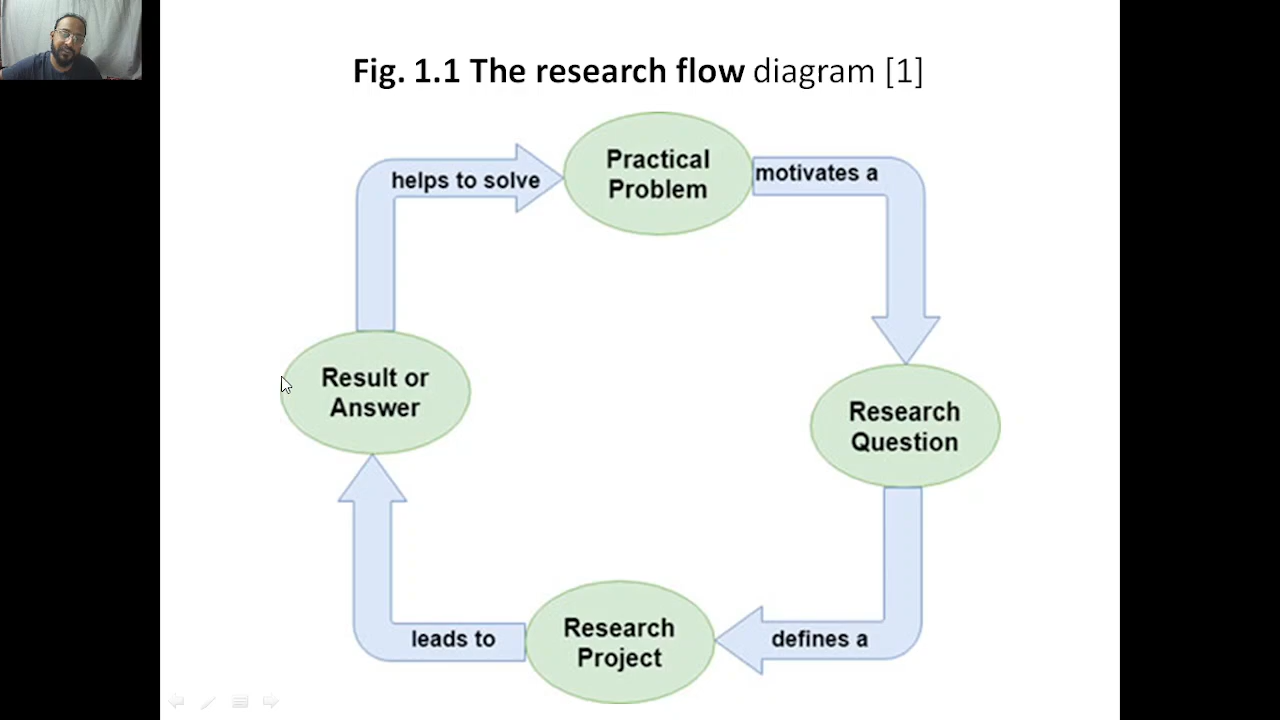 Fig. 1.1 The research flow diagram [1]
Practical
Problem
motivates a
Research
Question
defines a
Research
Project
leads to
Result or
Answer
helps to solve